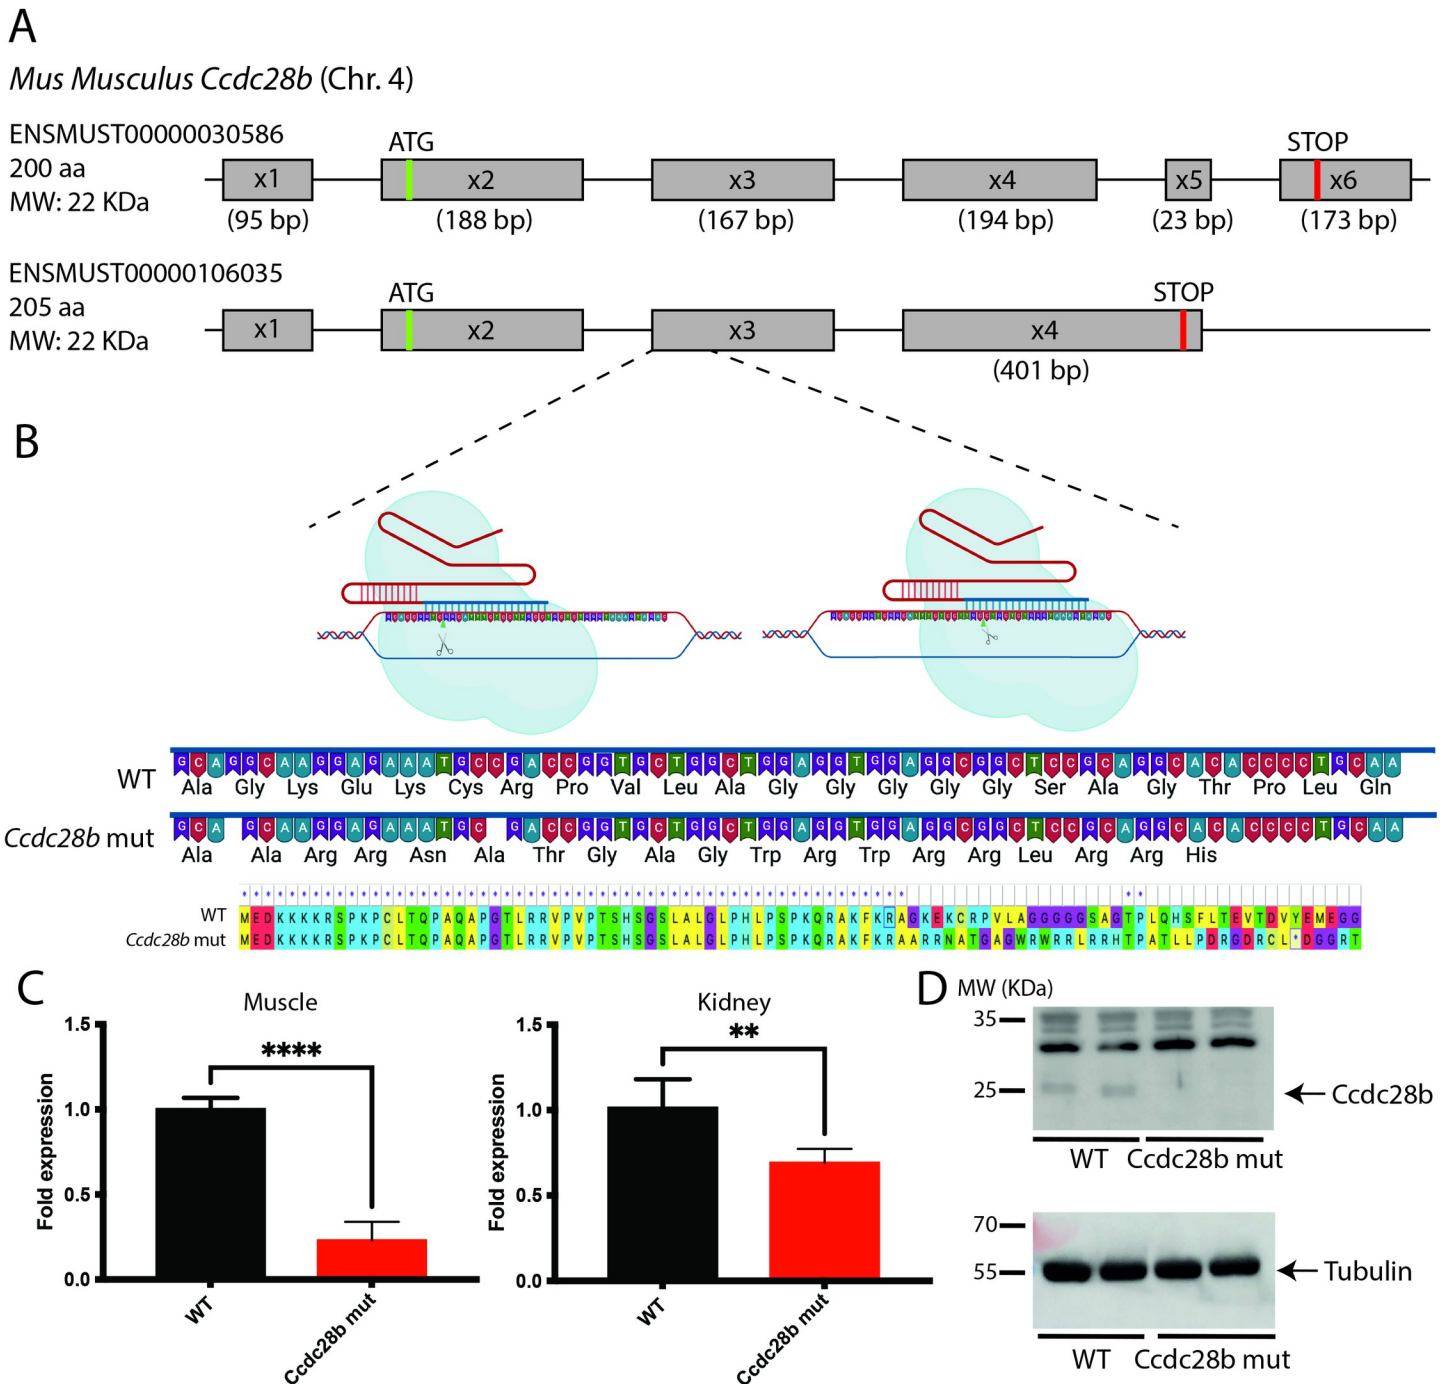 A
Mus Musculus Ccdc28b (Chr. 4)
ENSMUST00000030586
200 aa
MW: 22 KDa
ATG
STOP
x1 x2 x3 x4 x5 x6
(95 bp) (188 bp) (167 bp) (194 bp) (23 bp) (173 bp)
ENSMUST00000106035
205 aa
MW: 22 KDa
ATG
STOP
x1 x2 x3 x4
(401 bp)
B
WT
GCAGGCAAGGAGAAATGCCGACCGGTGCTGGCTGGAGGTGGAGGCGGCTCCGCAGGCACACCCCTGCAA
Ala Gly Lys Glu Lys Cys Arg Pro Val Leu Ala Gly Gly Gly Gly Gly Ser Ala Gly Thr Pro Leu Gln
Ccdc28b mut
GCA GCAAGGAGAAATGC GACCGGTGCTGGCTGGAGGTGGAGGCGGCTCCGCAGGCACACCCCTGCAA
Ala Ala Arg Arg Asn Ala Thr Gly Ala Gly Trp Arg Trp Arg Arg Leu Arg Arg His
WT MEDKKKKRSPKPCLTQPAQAPGTLRRVPVPTSHSGSLALGLPHLPSPKQRAKFKRAGKEKCRPVLAGGGGGSAGTPLQHSFLTEVTDVYEMEGG
Ccdc28b mut MEDKKKKRSPKPCLTQPAQAPGTLRRVPVPTSHSGSLALGLPHLPSPKQRAKFKRAARRNATGAGWRWRRLRRHTPATLLPDRGDRCL*DGGRT
C
Muscle
Fold expression
1.5
1.0
0.5
0.0
****
WT
Ccdc28b mut
Kidney
Fold expression
1.5
1.0
0.5
0.0
**
WT
Ccdc28b mut
D
MW (KDa)
35
25
Ccdc28b
WT Ccdc28b mut
70
55
Tubulin
WT Ccdc28b mut